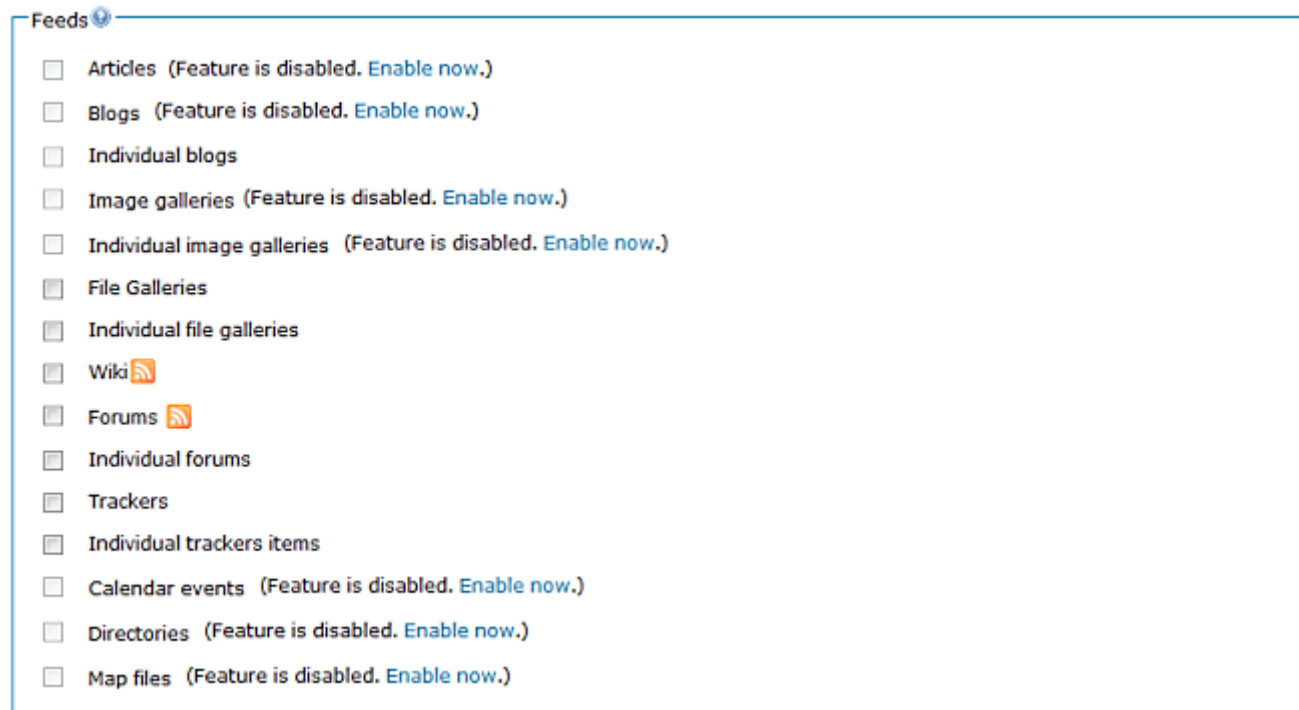 Feeds
Articles (Feature is disabled. Enable now.)
Blogs (Feature is disabled. Enable now.)
Individual blogs
Image galleries (Feature is disabled. Enable now.)
Individual image galleries (Feature is disabled. Enable now.)
File Galleries
Individual file galleries
Wiki
Forums
Individual forums
Trackers
Individual trackers items
Calendar events (Feature is disabled. Enable now.)
Directories (Feature is disabled. Enable now.)
Map files (Feature is disabled. Enable now.)